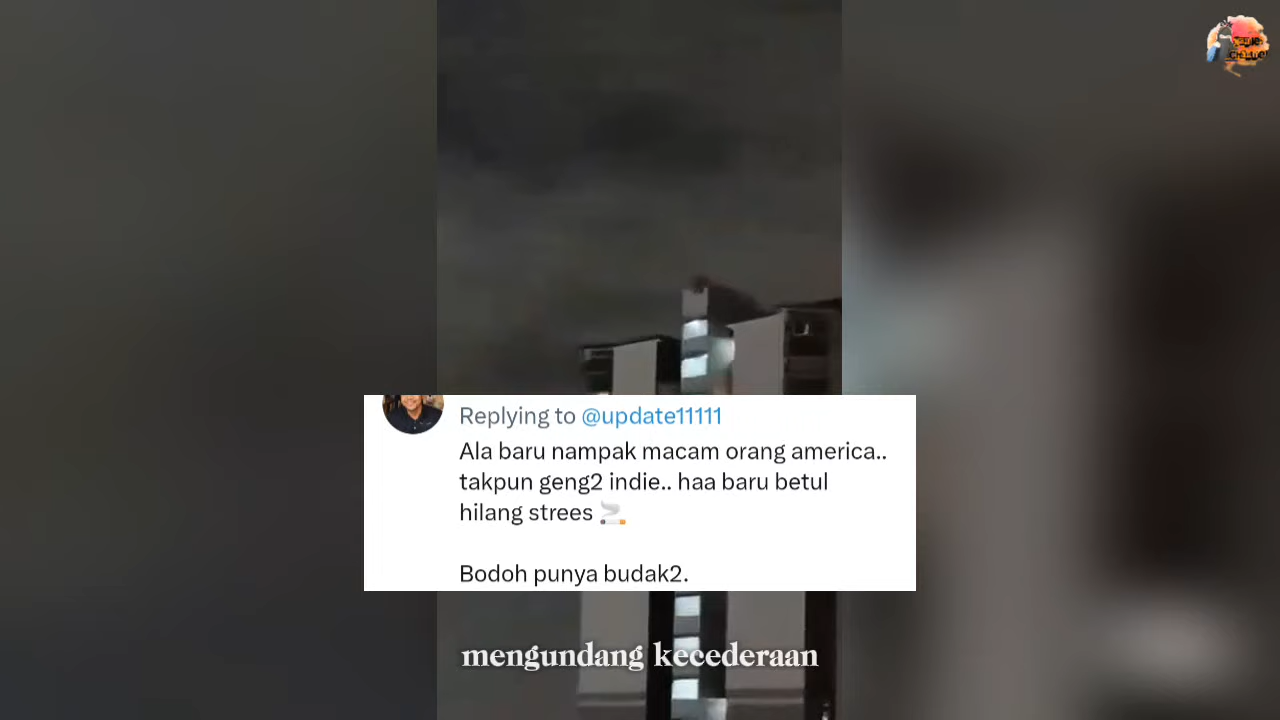 Replying to @update11111
Ala baru nampak macam orang america..
takpun geng2 indie.. haa baru betul
hilang strees 🚬
Bodoh punya budak2.
mengundang kecederaan